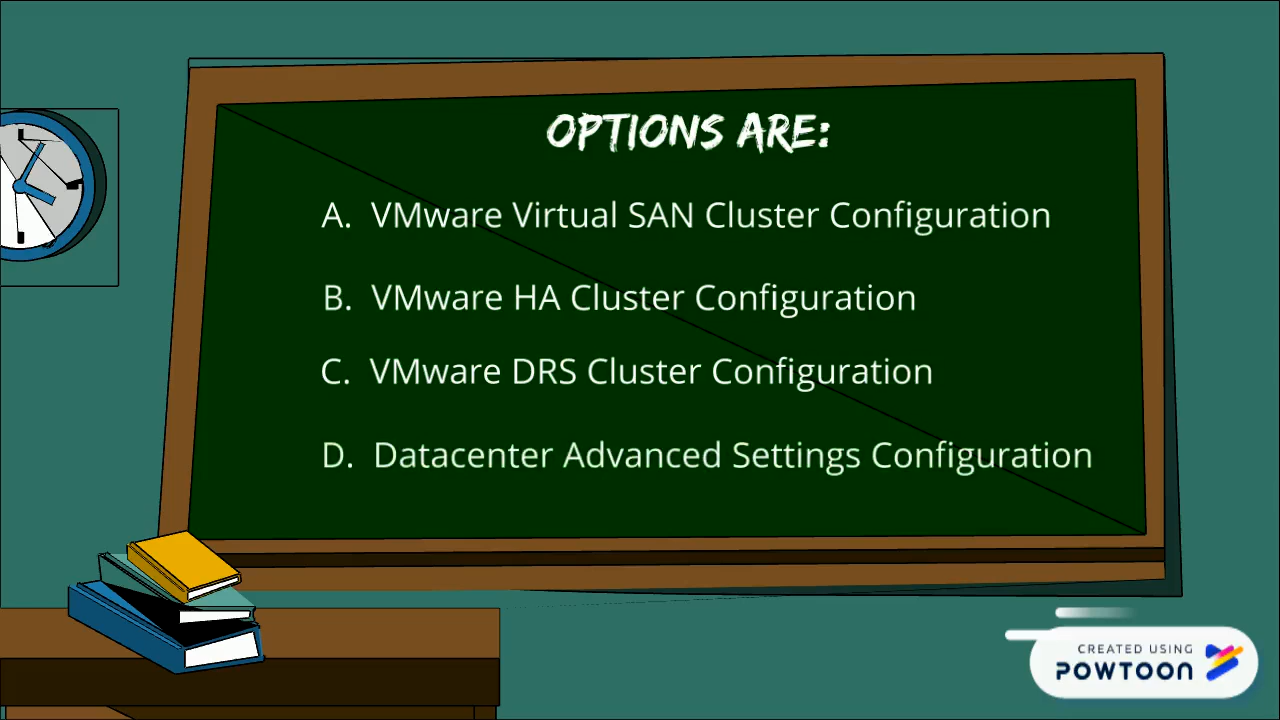 OPTIONS ARE:
A. VMware Virtual SAN Cluster Configuration
B. VMware HA Cluster Configuration
C. VMware DRS Cluster Configuration
D. Datacenter Advanced Settings Configuration
CREATED USING
POWTOON